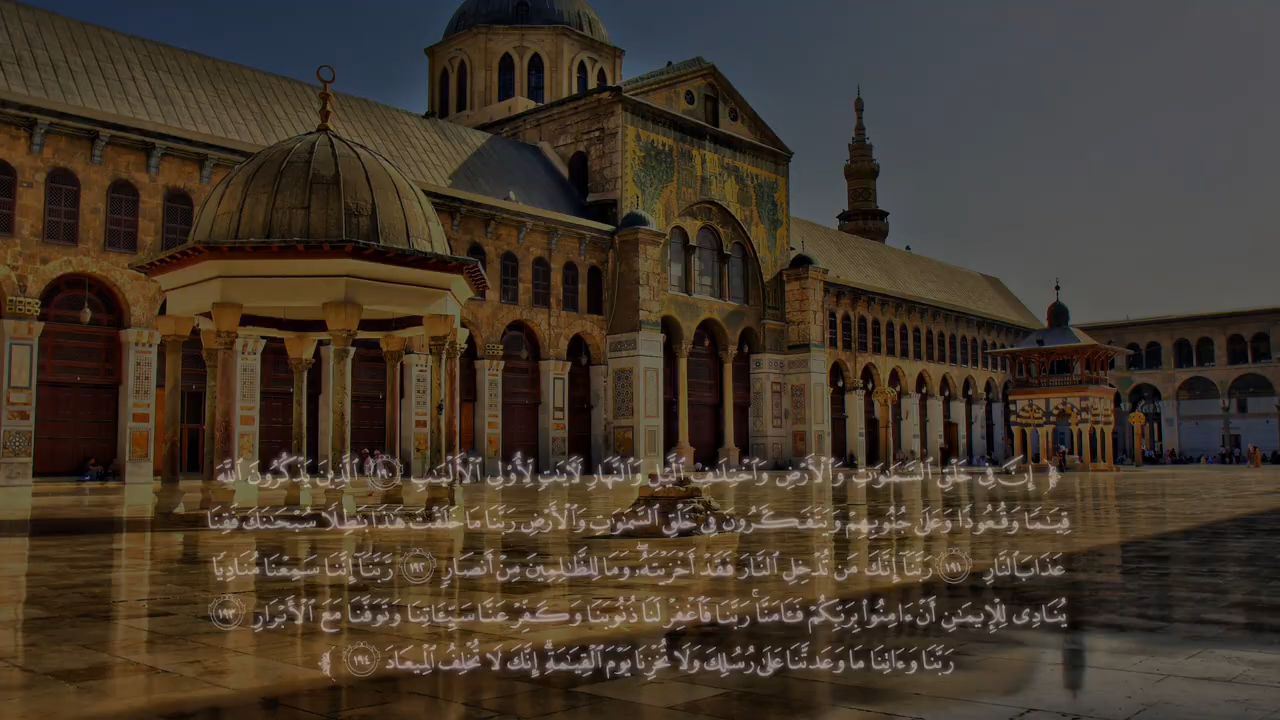 ﴿ إِنَّ فِي خَلْقِ ٱلسَّمَٰوَٰتِ وَٱلْأَرْضِ وَٱخْتِلَٰفِ ٱلَّيْلِ وَٱلنَّهَارِ لَأٓيَٰتٍ لِّأُو۟لِى ٱلْأَلْبَٰبِ ١٩٠ ٱلَّذِينَ يَذْكُرُونَ ٱللَّهَ
قِيَٰمًا وَقُعُودًا وَعَلَىٰ جُنُوبِهِمْ وَيَتَفَكَّرُونَ فِى خَلْقِ ٱلسَّمَٰوَٰتِ وَٱلْأَرْضِ رَبَّنَا مَا خَلَقْتَ هَٰذَا بَٰطِلًا سُبْحَٰنَكَ فَقِنَا
عَذَابَ ٱلنَّارِ ١٩١ رَبَّنَآ إِنَّكَ مَن تُدْخِلِ ٱلنَّارَ فَقَدْ أَخْزَيْتَهُۥ ۖ وَمَا لِلظَّٰلِمِينَ مِنْ أَنصَارٍ ١٩٢ رَّبَّنَآ إِنَّنَا سَمِعْنَا مُنَادِيًا
يُنَادِى لِلْإِيمَٰنِ أَنْ ءَامِنُوا۟ بِرَبِّكُمْ فَـَٔامَنَّا ۚ رَبَّنَا فَٱغْفِرْ لَنَا ذُنُوبَنَا وَكَفِّرْ عَنَّا سَيِّـَٔاتِنَا وَتَوَفَّنَا مَعَ ٱلْأَبْرَارِ ١٩٣
رَبَّنَا وَءَاتِنَا مَا وَعَدتَّنَا عَلَىٰ رُسُلِكَ وَلَا تُخْزِنَا يَوْمَ ٱلْقِيَٰمَةِ ۗ إِنَّكَ لَا تُخْلِفُ ٱلْمِيعَادَ ١٩٤ ﴾